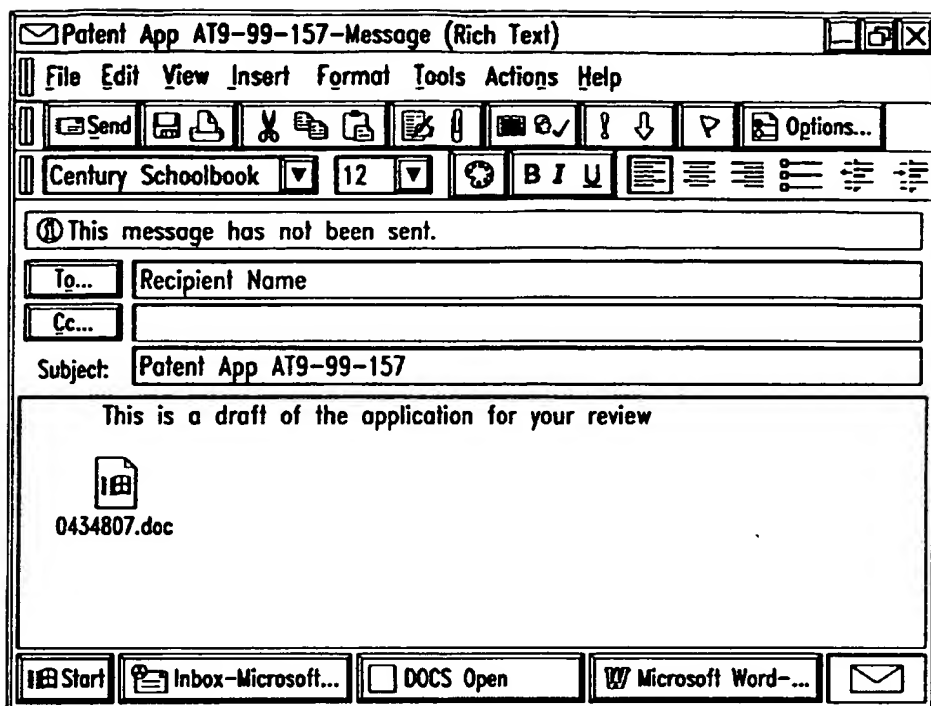 Patent App AT9-99-157-Message (Rich Text)
File Edit View Insert Format Tools Actions Help
Send Options...
Century Schoolbook 12 B I U
This message has not been sent.
To... Recipient Name
Cc...
Subject: Patent App AT9-99-157
This is a draft of the application for your review
0434807.doc
Start Inbox-Microsoft... DOCS Open W Microsoft Word-...